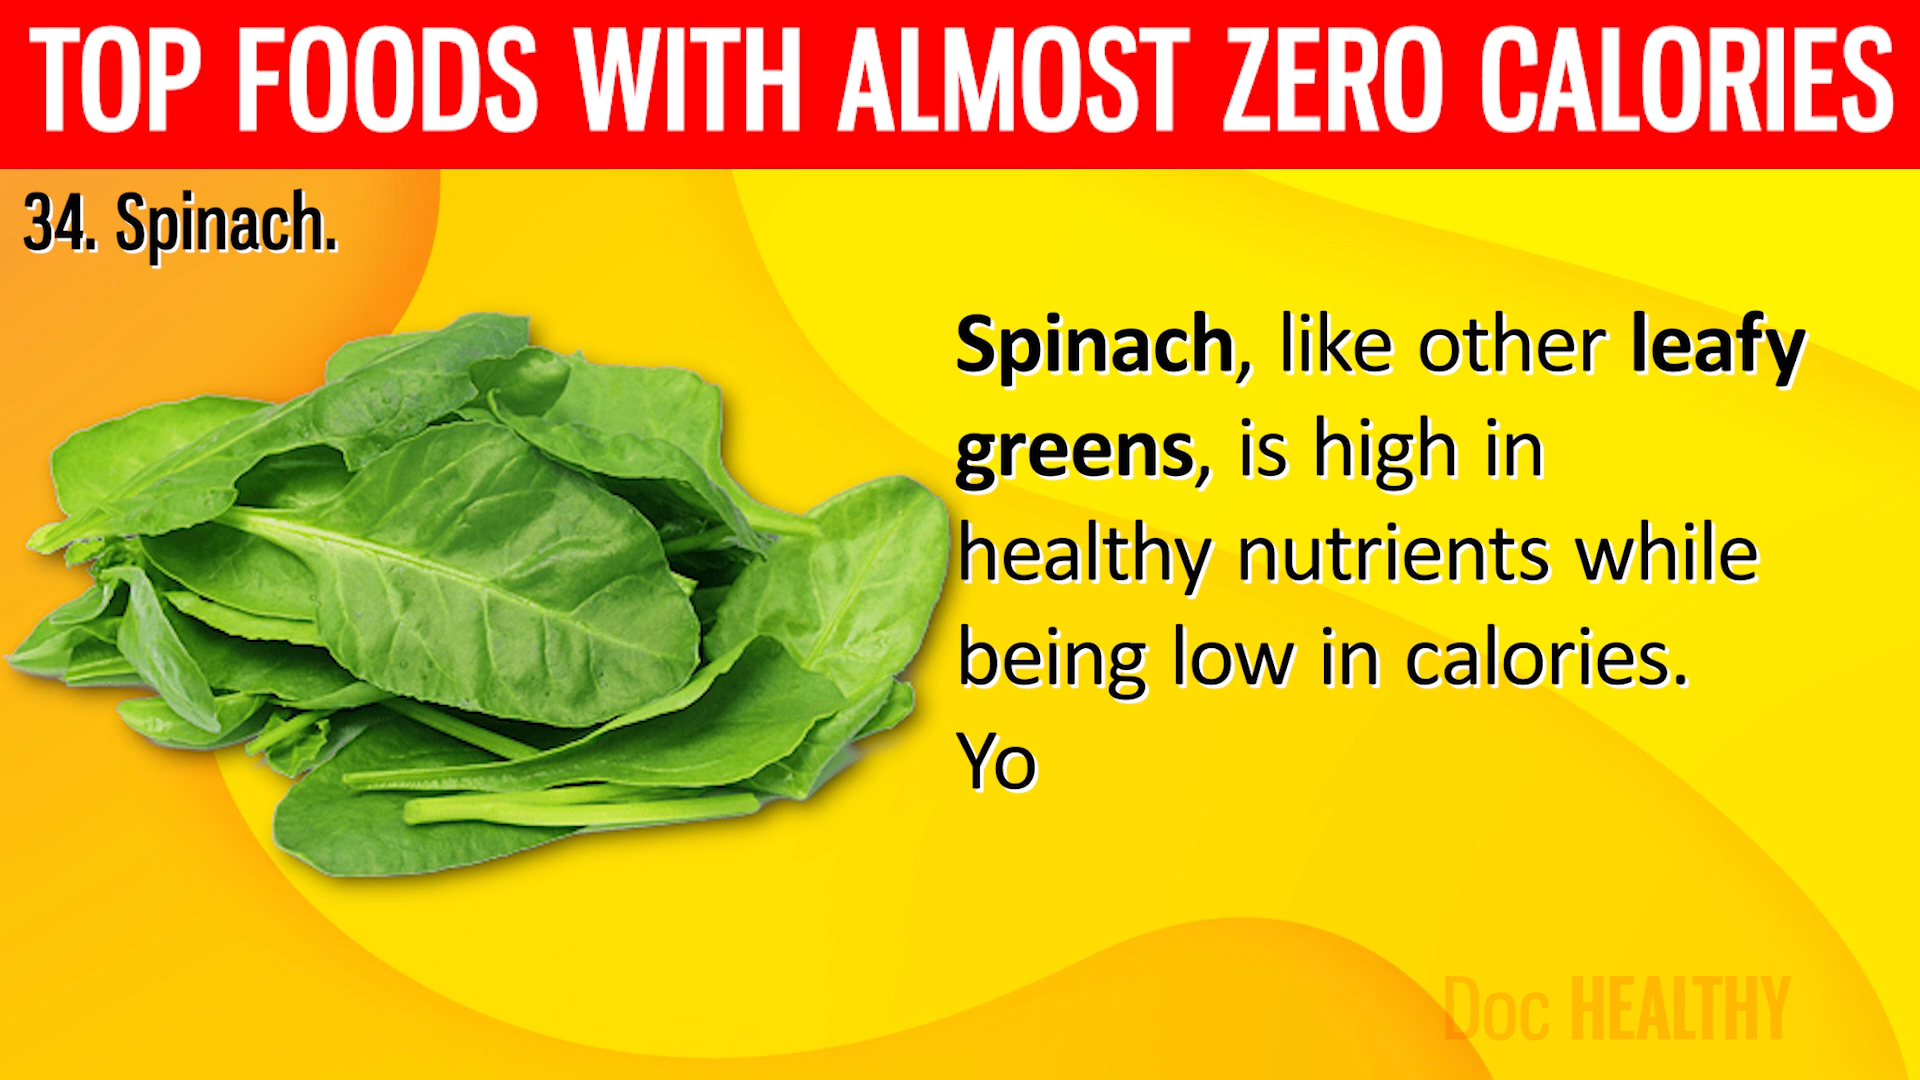 TOP FOODS WITH ALMOST ZERO CALORIES
34. Spinach.
Spinach, like other leafy
greens, is high in
healthy nutrients while
being low in calories.
Yo
Doc HEALTHY